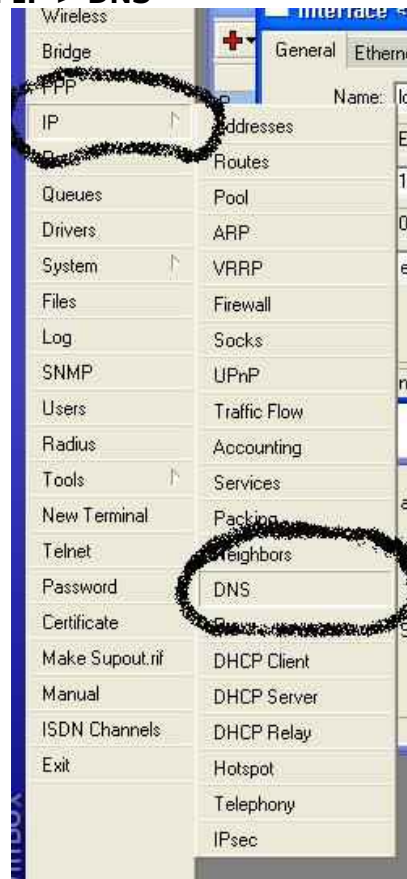 IP > DNS
Wireless
Bridge
PPP
IP
Queues
Drivers
System
Files
Log
SNMP
Users
Radius
Tools
New Terminal
Telnet
Password
Certificate
Make Supout.rif
Manual
ISDN Channels
Exit
Interface
General Ethern
Name: lo
Addresses
Routes
Pool
ARP
VRRP
Firewall
Socks
UPnP
Traffic Flow
Accounting
Services
Packing
Neighbors
DNS
DHCP Client
DHCP Server
DHCP Relay
Hotspot
Telephony
IPsec